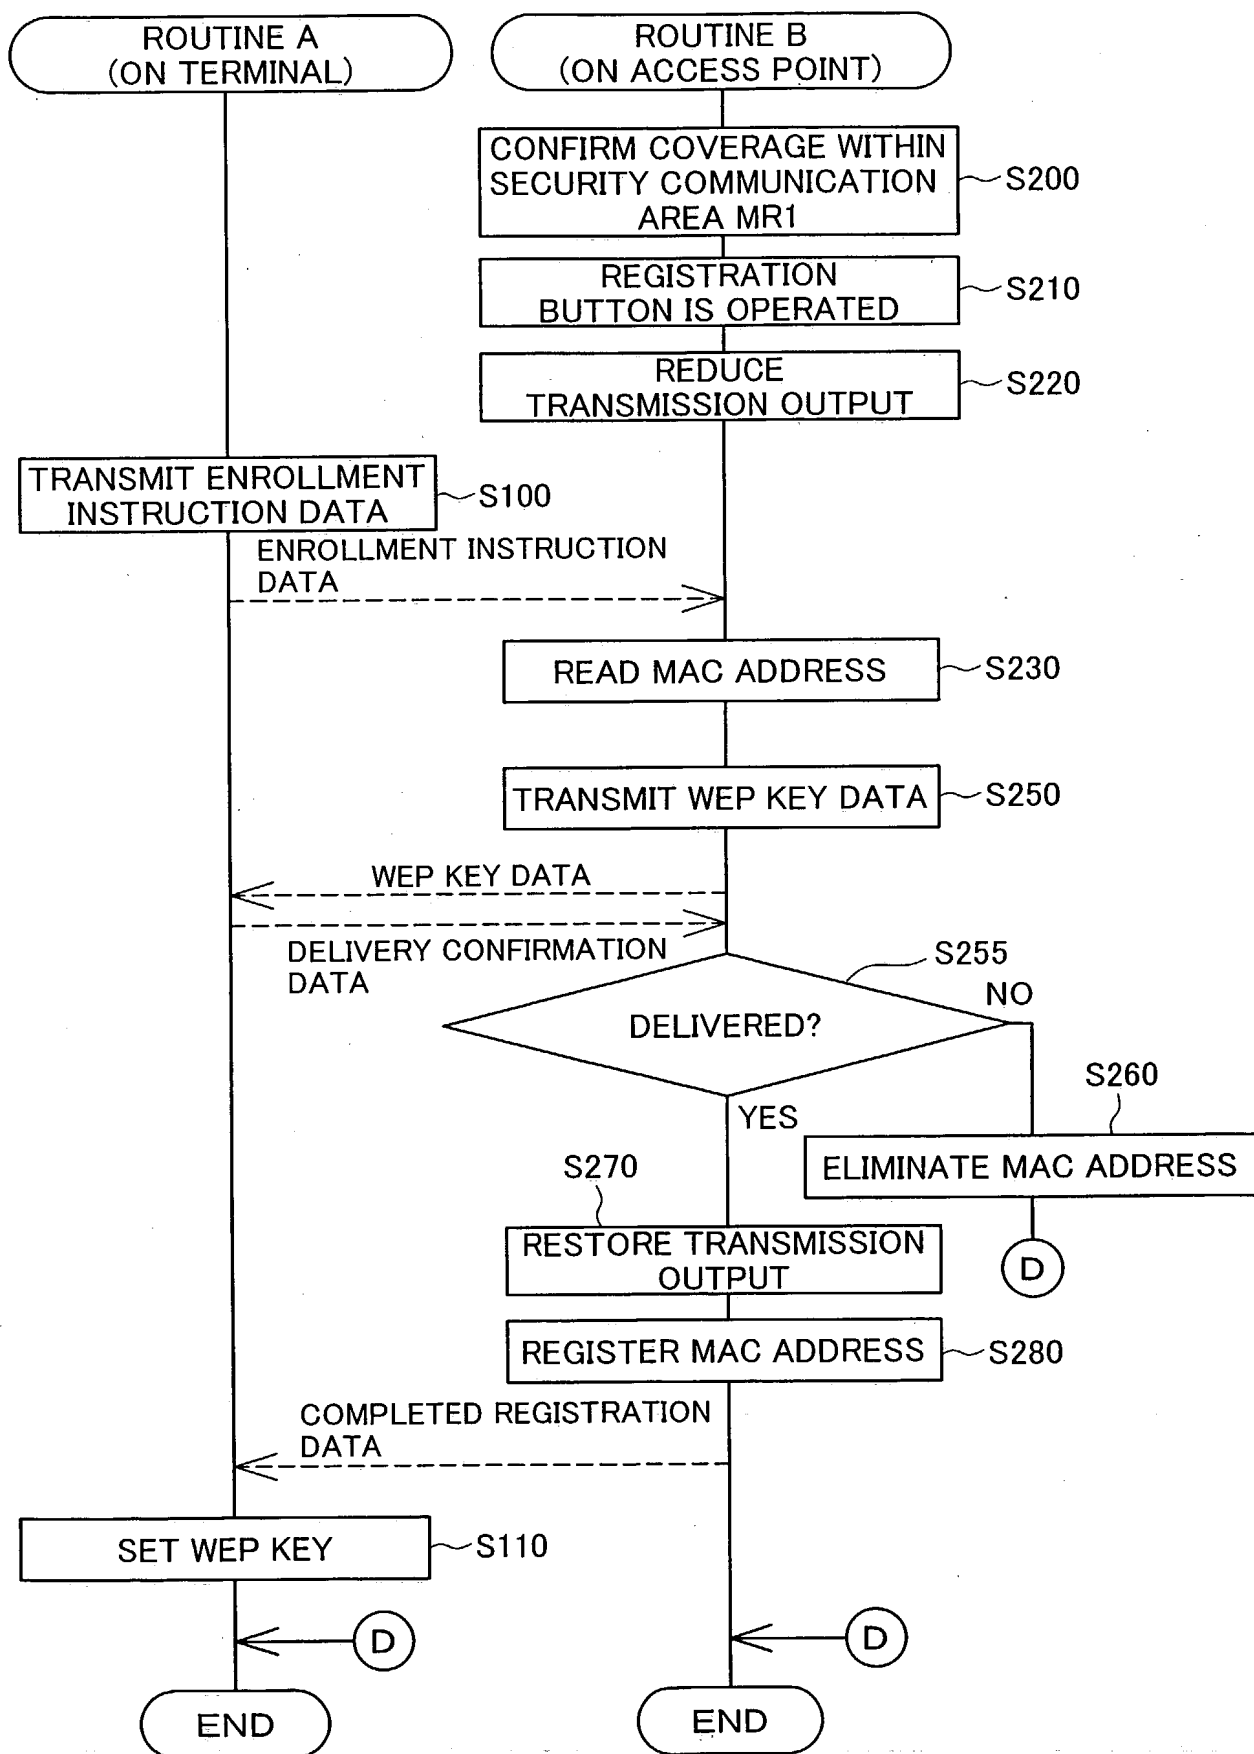 ROUTINE A
(ON TERMINAL)
ROUTINE B
(ON ACCESS POINT)
CONFIRM COVERAGE WITHIN
SECURITY COMMUNICATION
AREA MR1
S200
REGISTRATION
BUTTON IS OPERATED
S210
REDUCE
TRANSMISSION OUTPUT
S220
TRANSMIT ENROLLMENT
INSTRUCTION DATA
S100
ENROLLMENT INSTRUCTION
DATA
READ MAC ADDRESS
S230
TRANSMIT WEP KEY DATA
S250
WEP KEY DATA
DELIVERY CONFIRMATION
DATA
S255
DELIVERED?
NO
YES
S260
ELIMINATE MAC ADDRESS
D
S270
RESTORE TRANSMISSION
OUTPUT
REGISTER MAC ADDRESS
S280
COMPLETED REGISTRATION
DATA
SET WEP KEY
S110
D
D
END
END